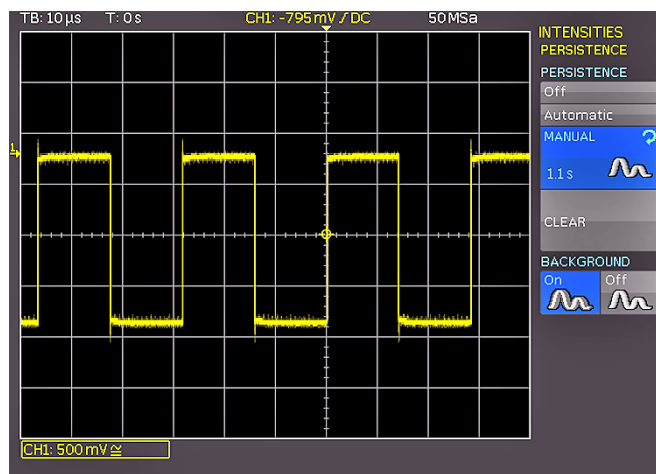 TB: 10 µs T: 0 s CH1: -795 mV / DC 50 MSa
INTENSITIES
PERSISTENCE
PERSISTENCE
Off
Automatic
MANUAL
1.1 s
CLEAR
BACKGROUND
On Off
1
CH1: 500 mV ≅